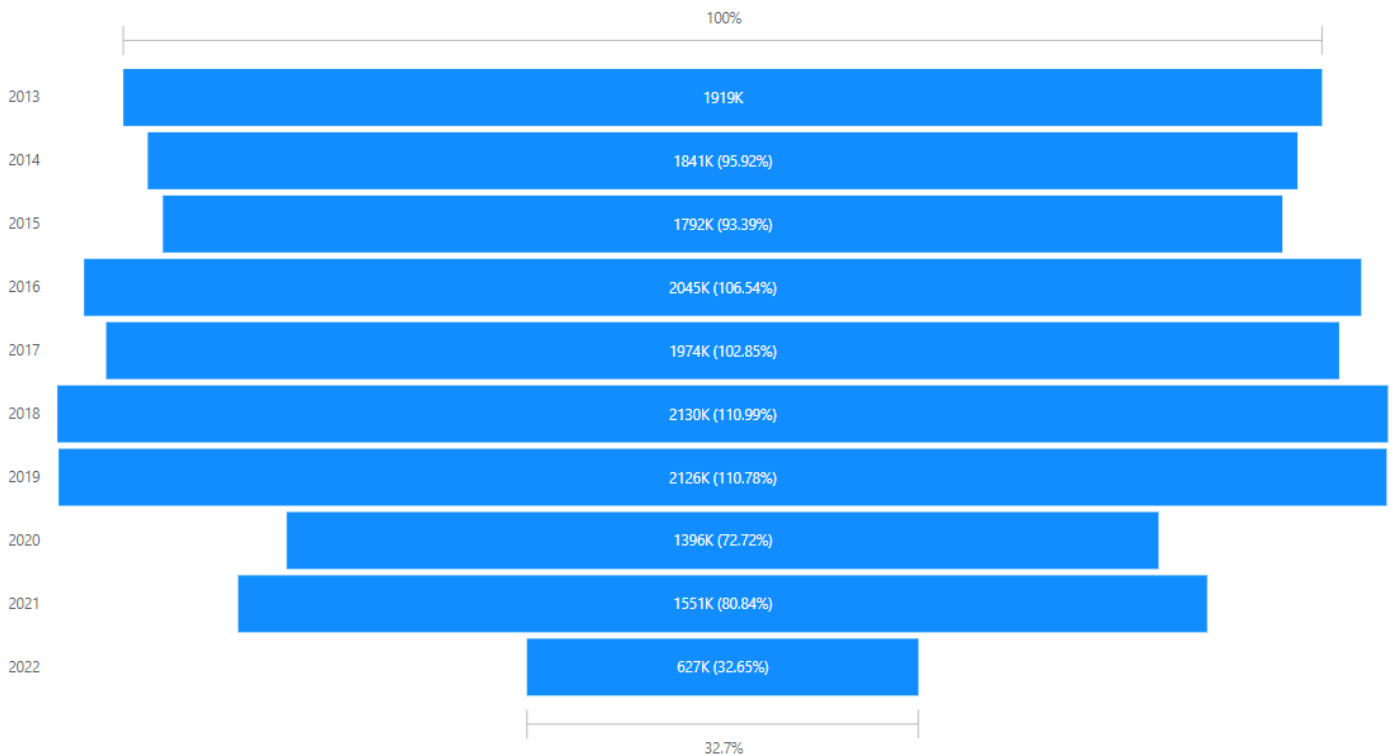 100%
2013 1919K
2014 1841K (95.92%)
2015 1792K (93.39%)
2016 2045K (106.54%)
2017 1974K (102.85%)
2018 2130K (110.99%)
2019 2126K (110.78%)
2020 1396K (72.72%)
2021 1551K (80.84%)
2022 627K (32.65%)
32.7%